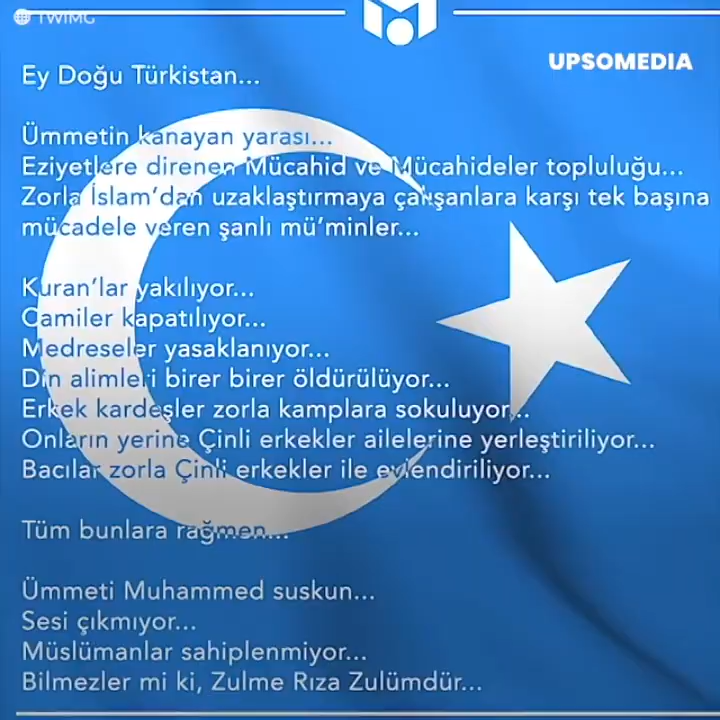 TWIMG
UPSOMEDIA
Ey Doğu Türkistan...
Ümmetin kanayan yarası...
Eziyetlere direnen Mücahid ve Mücahideler topluluğu...
Zorla İslam’dan uzaklaştırmaya çalışanlara karşı tek başına
mücadele veren şanlı mü’minler...
Kuran’lar yakılıyor...
Camiler kapatılıyor...
Medreseler yasaklanıyor...
Din alimleri birer birer öldürülüyor...
Erkek kardeşler zorla kamplara sokuluyor...
Onların yerine Çinli erkekler ailelerine yerleştiriliyor...
Bacılar zorla Çinli erkekler ile evlendiriliyor...
Tüm bunlara rağmen...
Ümmeti Muhammed suskun...
Sesi çıkmıyor...
Müslümanlar sahiplenmiyor...
Bilmezler mi ki, Zulme Rıza Zulümdür...